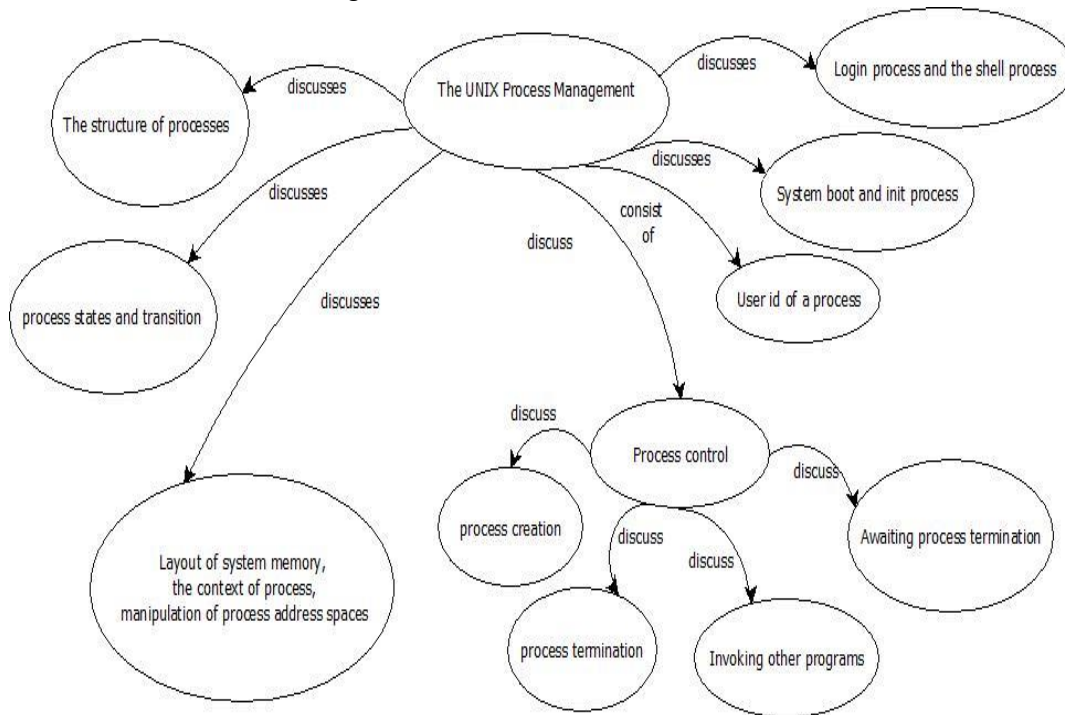 The UNIX Process Management
discusses
Login process and the shell process
discusses
The structure of processes
discusses
System boot and init process
discusses
process states and transition
consist
of
User id of a process
discuss
discusses
Process control
discuss
process creation
discuss
Awaiting process termination
discuss
process termination
discuss
Invoking other programs
Layout of system memory,
the context of process,
manipulation of process address spaces